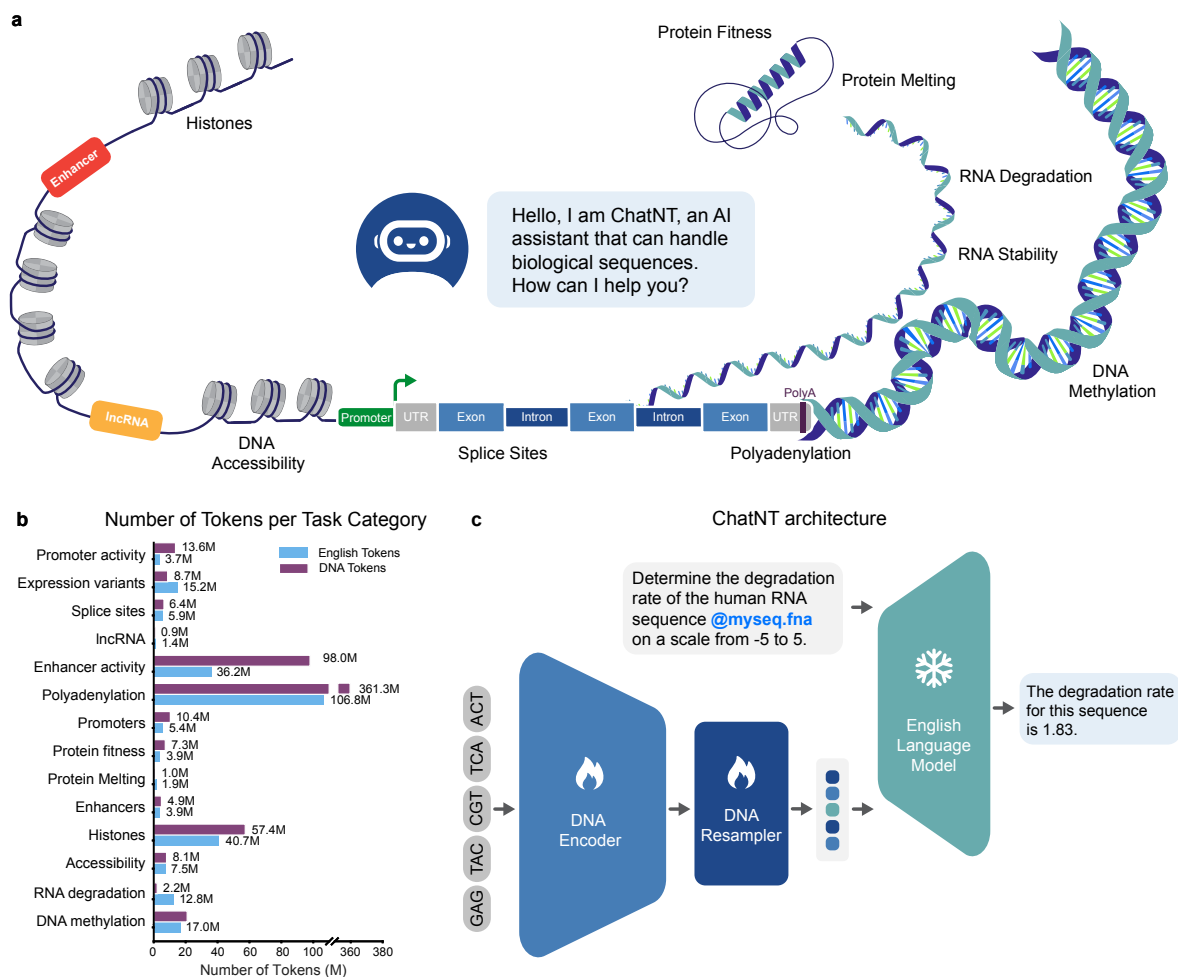 a
Protein Fitness
Protein Melting
Histones
Enhancer
RNA Degradation
Hello, I am ChatNT, an AI
assistant that can handle
biological sequences.
How can I help you?
RNA Stability
DNA
Methylation
lncRNA
DNA
Accessibility
Promoter
UTR
Exon
Intron
Exon
Intron
Exon
UTR
PolyA
Splice Sites
Polyadenylation
b
Number of Tokens per Task Category
English Tokens
DNA Tokens
Promoter activity
13.6M
3.7M
Expression variants
8.7M
15.2M
Splice sites
6.4M
5.9M
lncRNA
0.9M
1.4M
Enhancer activity
98.0M
36.2M
Polyadenylation
361.3M
106.8M
Promoters
10.4M
5.4M
Protein fitness
7.3M
3.9M
Protein Melting
1.0M
1.9M
Enhancers
4.9M
3.9M
Histones
57.4M
40.7M
Accessibility
8.1M
7.5M
RNA degradation
2.2M
12.8M
DNA methylation
17.0M
0 20 40 60 80 100 360 380
Number of Tokens (M)
c
ChatNT architecture
Determine the degradation
rate of the human RNA
sequence @myseq.fna
on a scale from -5 to 5.
ACT
TCA
CGT
TAC
GAG
DNA
Encoder
DNA
Resampler
English
Language
Model
The degradation rate
for this sequence
is 1.83.